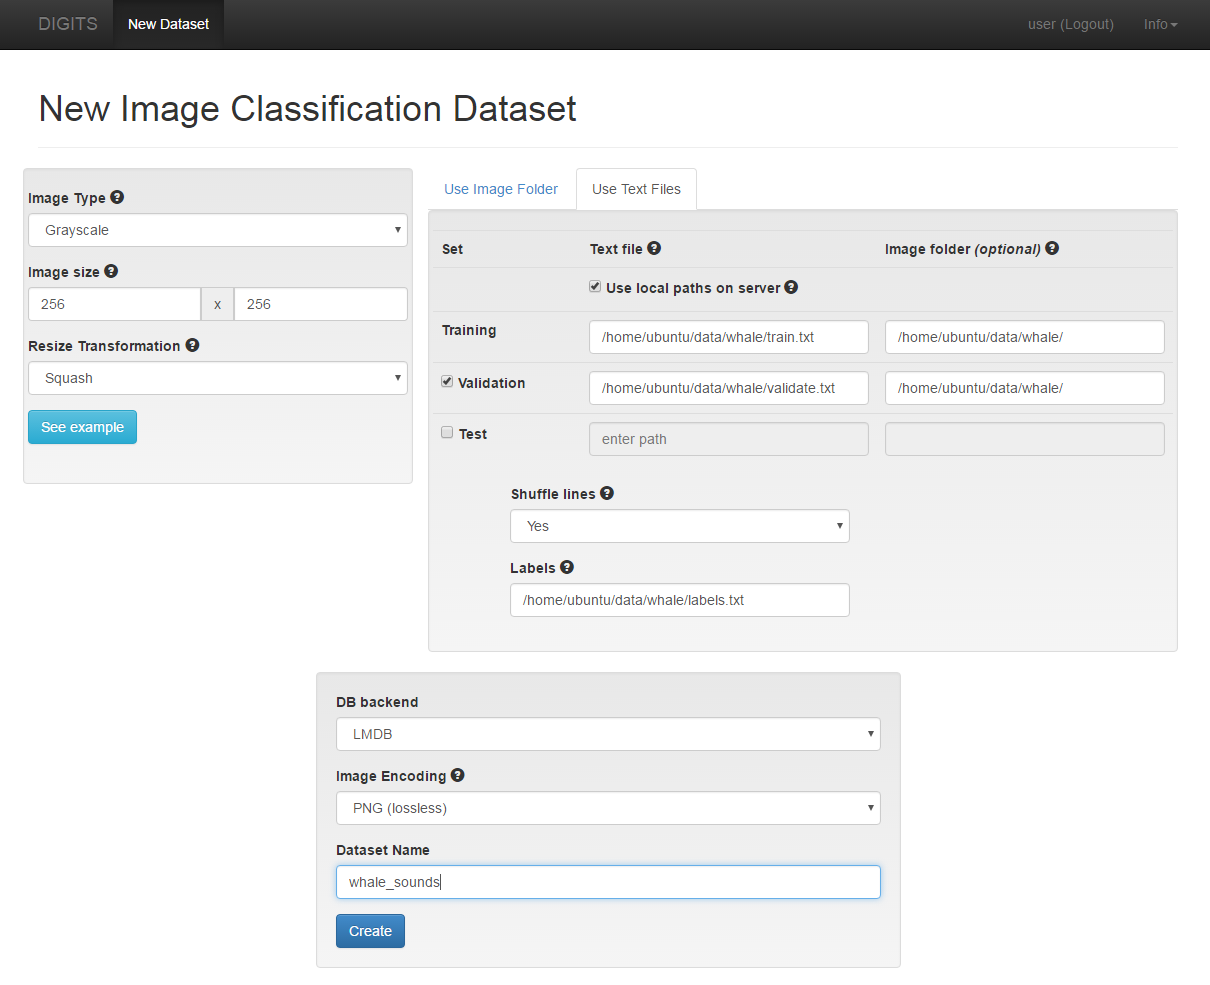 DIGITS New Dataset user (Logout) Info
New Image Classification Dataset
Image Type
Grayscale
Image size
256 x 256
Resize Transformation
Squash
See example
Use Image Folder Use Text Files
Set Text file Image folder (optional)
Use local paths on server
Training /home/ubuntu/data/whale/train.txt /home/ubuntu/data/whale/
Validation /home/ubuntu/data/whale/validate.txt /home/ubuntu/data/whale/
Test enter path
Shuffle lines
Yes
Labels
/home/ubuntu/data/whale/labels.txt
DB backend
LMDB
Image Encoding
PNG (lossless)
Dataset Name
whale_sounds
Create